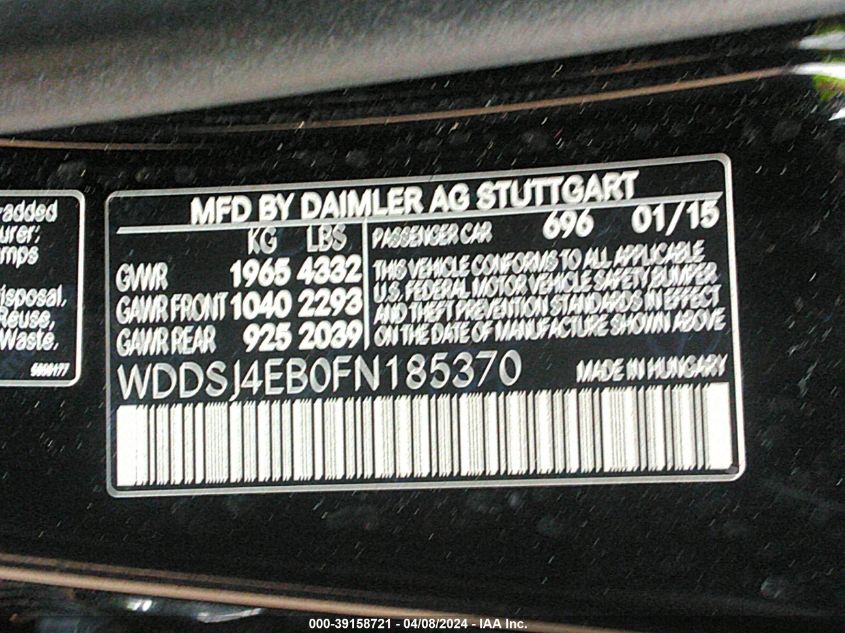 MFD BY DAIMLER AG STUTTGART
KG LBS
GVWR 1965 4332
GAWR FRONT 1040 2293
GAWR REAR 925 2039
PASSENGER CAR 696 01/15
THIS VEHICLE CONFORMS TO ALL APPLICABLE
U.S. FEDERAL MOTOR VEHICLE SAFETY BUMPER
AND THEFT PREVENTION STANDARDS IN EFFECT
ON THE DATE OF MANUFACTURE SHOWN ABOVE
WDDSJ4EB0FN185370 MADE IN HUNGARY
-added
urer;
mps
isposal,
Reuse,
Waste,
000-39158721 - 04/08/2024 - IAA Inc.